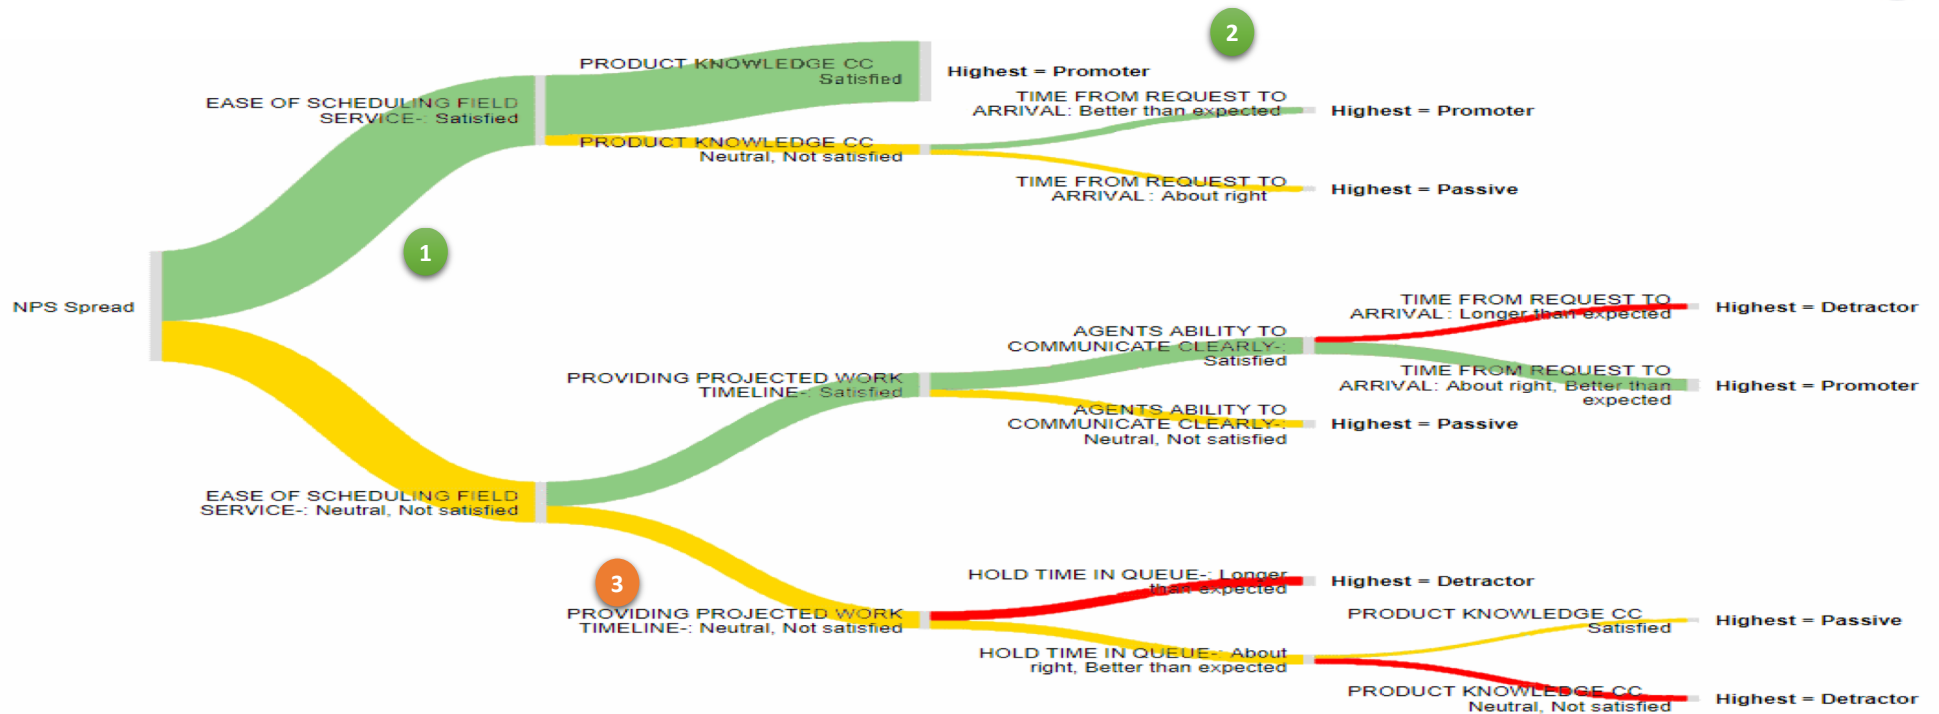 2
PRODUCT KNOWLEDGE CC
Satisfied
Highest = Promoter
EASE OF SCHEDULING FIELD
SERVICE-: Satisfied
TIME FROM REQUEST TO
ARRIVAL: Better than expected
Highest = Promoter
PRODUCT KNOWLEDGE CC
Neutral, Not satisfied
TIME FROM REQUEST TO
ARRIVAL: About right
Highest = Passive
1
NPS Spread
TIME FROM REQUEST TO
ARRIVAL: Longer than expected
Highest = Detractor
AGENTS ABILITY TO
COMMUNICATE CLEARLY-:
Satisfied
PROVIDING PROJECTED WORK
TIMELINE-: Satisfied
TIME FROM REQUEST TO
ARRIVAL: About right, Better than
expected
Highest = Promoter
AGENTS ABILITY TO
COMMUNICATE CLEARLY-:
Neutral, Not satisfied
Highest = Passive
EASE OF SCHEDULING FIELD
SERVICE-: Neutral, Not satisfied
3
HOLD TIME IN QUEUE-: Longer
than expected
Highest = Detractor
PROVIDING PROJECTED WORK
TIMELINE-: Neutral, Not satisfied
PRODUCT KNOWLEDGE CC
Satisfied
Highest = Passive
HOLD TIME IN QUEUE-: About
right, Better than expected
PRODUCT KNOWLEDGE CC
Neutral, Not satisfied
Highest = Detractor